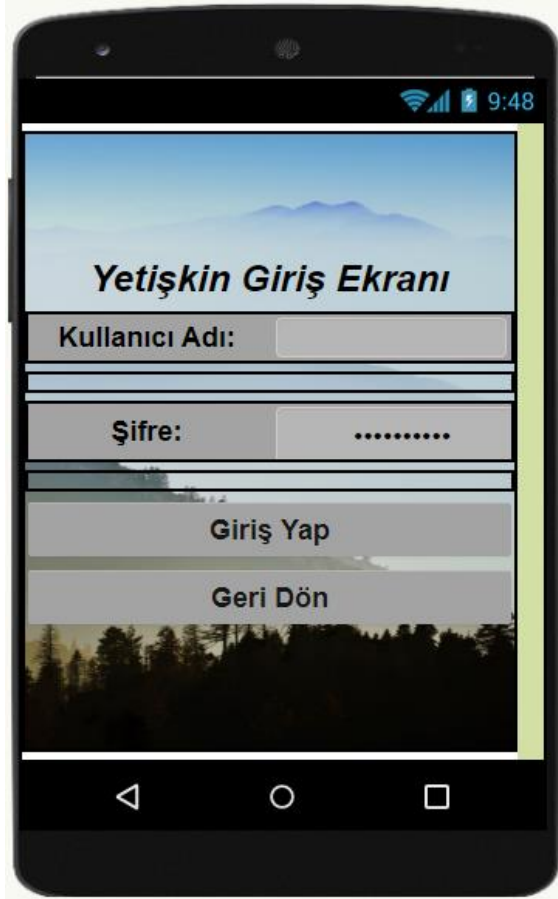 9:48
Yetişkin Giriş Ekranı
Kullanıcı Adı:
Şifre: ••••••••••
Giriş Yap
Geri Dön